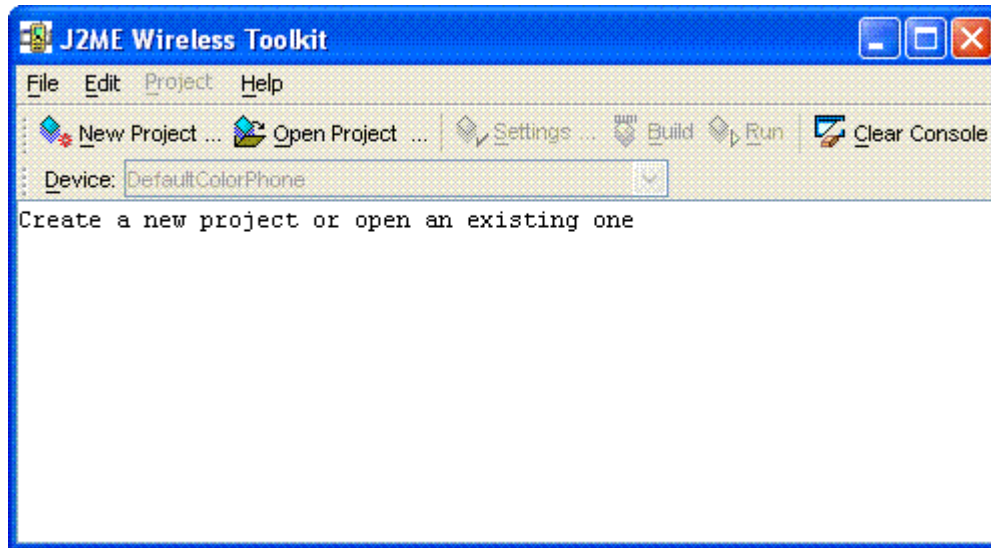 J2ME Wireless Toolkit
File Edit Project Help
New Project ... Open Project ... Settings ... Build Run Clear Console
Device: DefaultColorPhone
Create a new project or open an existing one